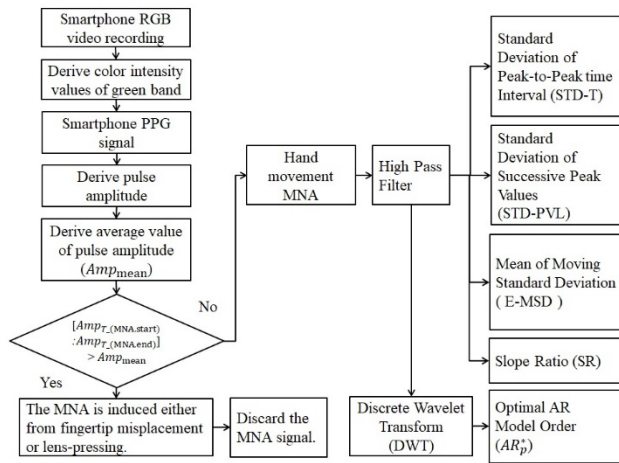 Smartphone RGB
video recording
Derive color intensity
values of green band
Smartphone PPG
signal
Derive pulse
amplitude
Derive average value
of pulse amplitude
(Amp_mean)
[Amp_T_(MNA.start)
:Amp_T_(MNA.end)]
> Amp_mean
No
Yes
The MNA is induced either
from fingertip misplacement
or lens-pressing.
Discard the
MNA signal.
Hand
movement
MNA
High Pass
Filter
Standard
Deviation of
Peak-to-Peak time
Interval (STD-T)
Standard
Deviation of
Successive Peak
Values
(STD-PVL)
Mean of Moving
Standard Deviation
( E-MSD )
Slope Ratio (SR)
Discrete Wavelet
Transform
(DWT)
Optimal AR
Model Order
(AR*_p)